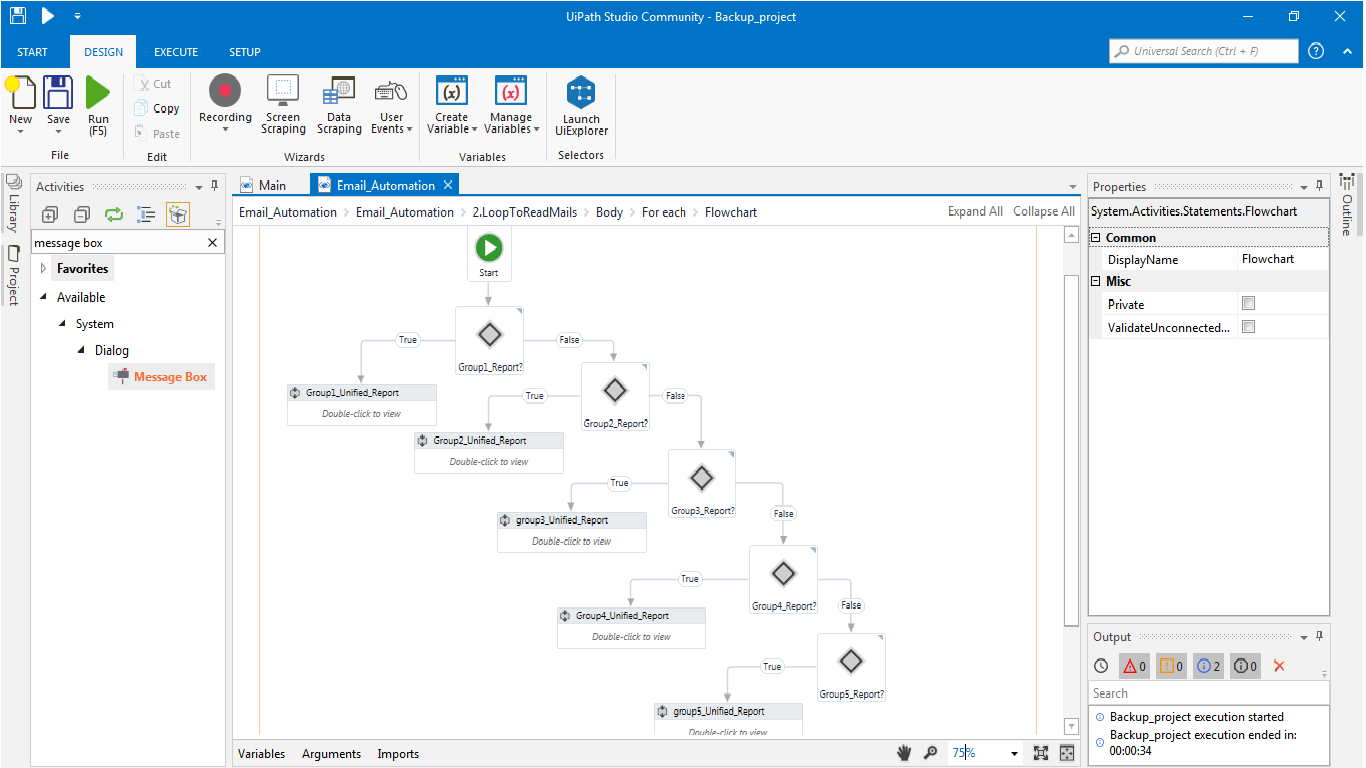 UiPath Studio Community - Backup_project
START DESIGN EXECUTE SETUP
Universal Search (Ctrl + F)
New
Save
Run
(F5)
File
Cut
Copy
Paste
Edit
Recording
Screen
Scraping
Data
Scraping
User
Events
Wizards
Create
Variable
Manage
Variables
Variables
Launch
UiExplorer
Selectors
Library
Project
Activities
message box
Favorites
Available
System
Dialog
Message Box
Main
Email_Automation
Email_Automation > Email_Automation > 2.LoopToReadMails > Body > For each > Flowchart
Expand All Collapse All
Start
Group1_Report?
True
False
Group1_Unified_Report
Double-click to view
Group2_Report?
True
False
Group2_Unified_Report
Double-click to view
Group3_Report?
True
False
group3_Unified_Report
Double-click to view
Group4_Report?
True
False
Group4_Unified_Report
Double-click to view
Group5_Report?
True
group5_Unified_Report
Double-click to view
Variables Arguments Imports
75%
Properties
System.Activities.Statements.Flowchart
Common
DisplayName Flowchart
Misc
Private
ValidateUnconnected...
Outline
Output
0 0 2 0
Search
Backup_project execution started
Backup_project execution ended in:
00:00:34